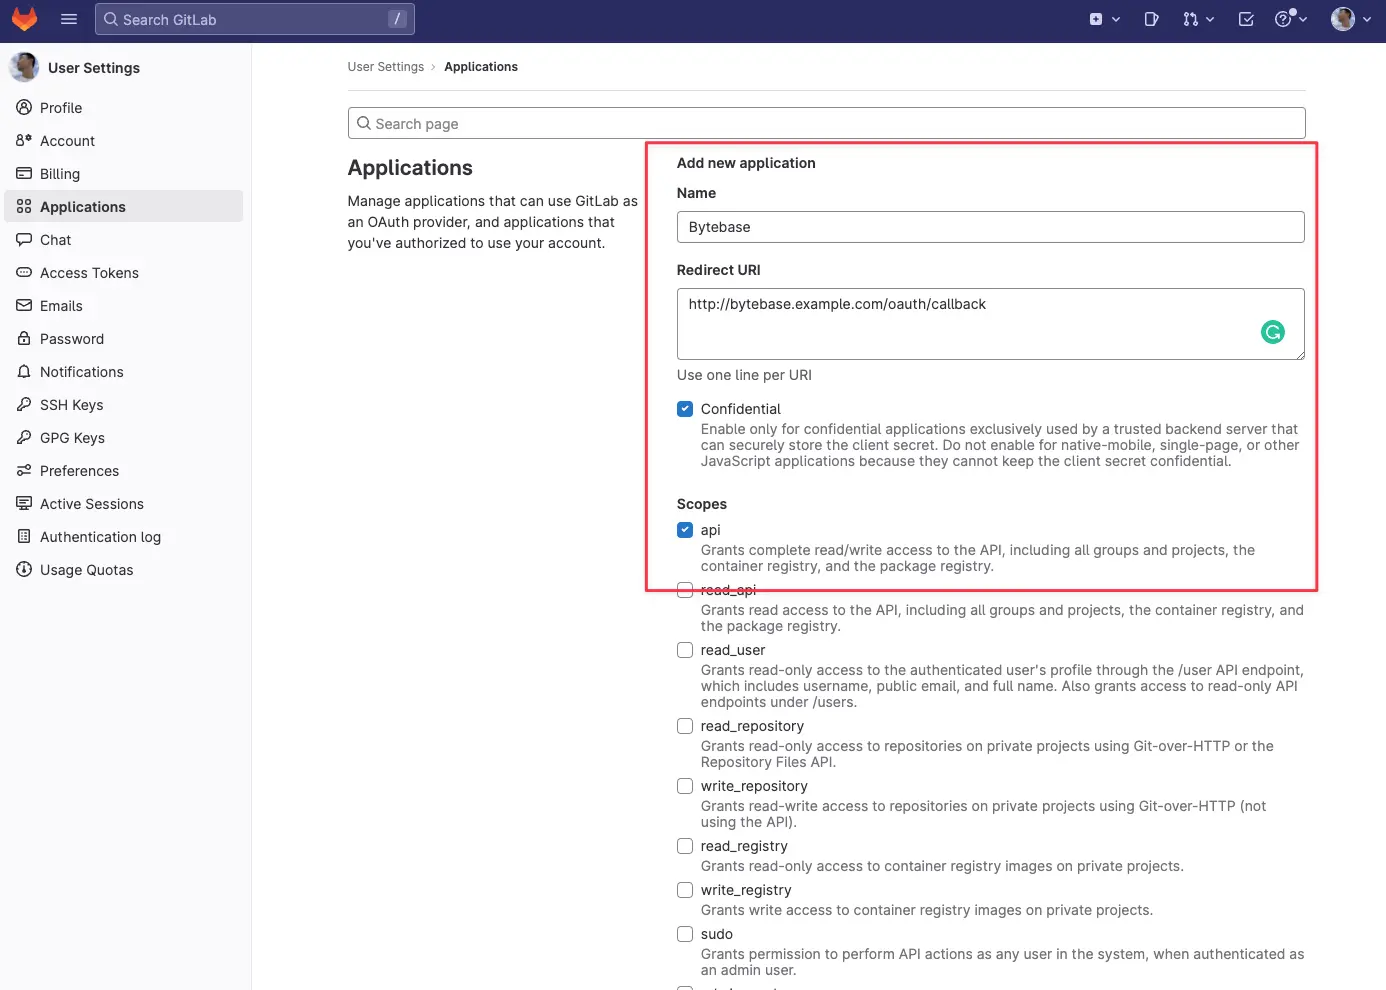 Search GitLab
/
User Settings
Profile
Account
Billing
Applications
Chat
Access Tokens
Emails
Password
Notifications
SSH Keys
GPG Keys
Preferences
Active Sessions
Authentication log
Usage Quotas
User Settings › Applications
Search page
Applications
Manage applications that can use GitLab as
an OAuth provider, and applications that
you've authorized to use your account.
Add new application
Name
Bytebase
Redirect URI
http://bytebase.example.com/oauth/callback
Use one line per URI
Confidential
Enable only for confidential applications exclusively used by a trusted backend server that
can securely store the client secret. Do not enable for native-mobile, single-page, or other
JavaScript applications because they cannot keep the client secret confidential.
Scopes
api
Grants complete read/write access to the API, including all groups and projects, the
container registry, and the package registry.
read_api
Grants read access to the API, including all groups and projects, the container registry, and
the package registry.
read_user
Grants read-only access to the authenticated user's profile through the /user API endpoint,
which includes username, public email, and full name. Also grants access to read-only API
endpoints under /users.
read_repository
Grants read-only access to repositories on private projects using Git-over-HTTP or the
Repository Files API.
write_repository
Grants read-write access to repositories on private projects using Git-over-HTTP (not
using the API).
read_registry
Grants read-only access to container registry images on private projects.
write_registry
Grants write access to container registry images on private projects.
sudo
Grants permission to perform API actions as any user in the system, when authenticated as
an admin user.